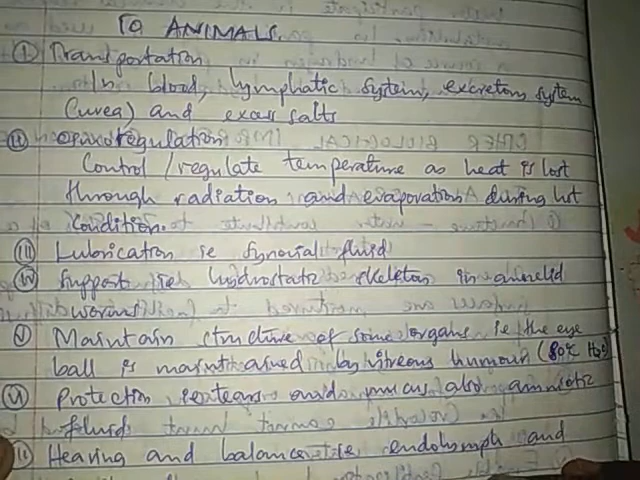 TO ANIMALS.
(I) Transportation
In blood, lymphatic system, excretory system
(urea) and excess salts
(II) osmoregulation
Control / regulate temperature as heat is lost
through radiation and evaporation during hot
condition.
(III) Lubrication ie synovial fluid
(IV) Support ie hydrostatic skeleton in annelid
worms
(V) Maintain structure of some organs ie the eye
ball is maintained by vitreous humour (80%
(VI) Protection ie tears and mucus also amniotic
fluid
Hearing and balance ie endolymph and